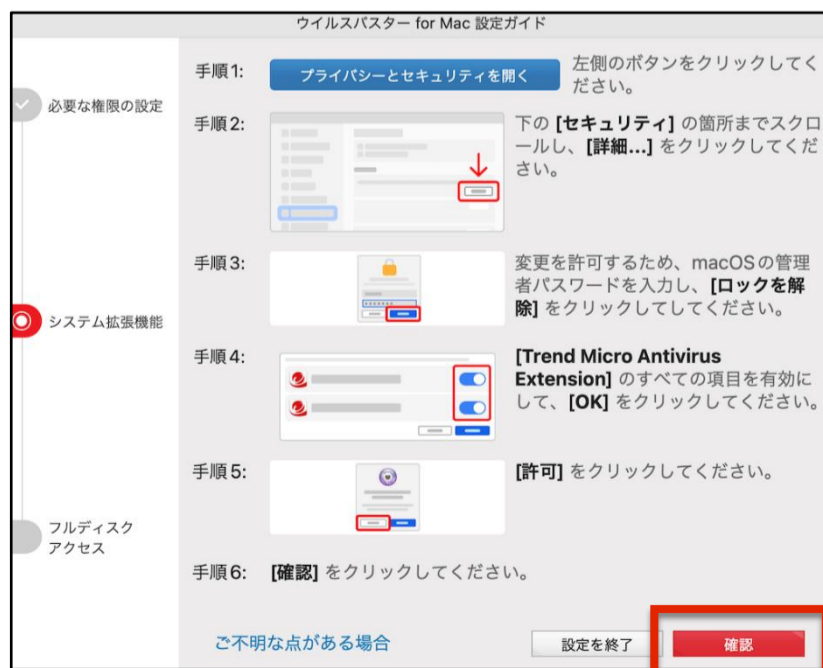 ウイルスバスター for Mac 設定ガイド
必要な権限の設定
システム拡張機能
フルディスク
アクセス
手順1:
プライバシーとセキュリティを開く
左側のボタンをクリックしてく
ださい。
手順2:
下の [セキュリティ] の箇所までスクロ
ールし、[詳細...] をクリックしてくだ
さい。
手順3:
変更を許可するため、macOSの管理
者パスワードを入力し、[ロックを解
除] をクリックしてしてください。
手順4:
[Trend Micro Antivirus
Extension] のすべての項目を有効に
して、[OK] をクリックしてください。
手順5:
[許可] をクリックしてください。
手順6:
[確認] をクリックしてください。
ご不明な点がある場合
設定を終了
確認